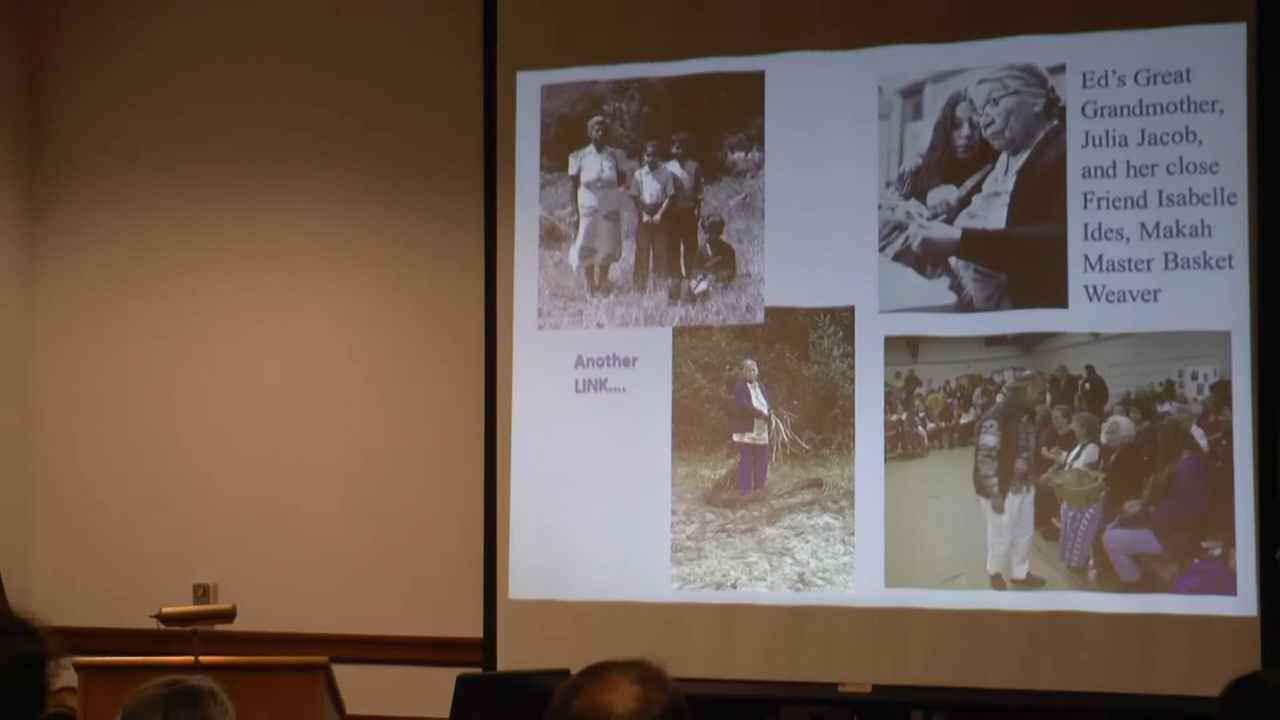 Ed's Great
Grandmother,
Julia Jacob,
and her close
Friend Isabelle
Ides, Makah
Master Basket
Weaver
Another
LINK....